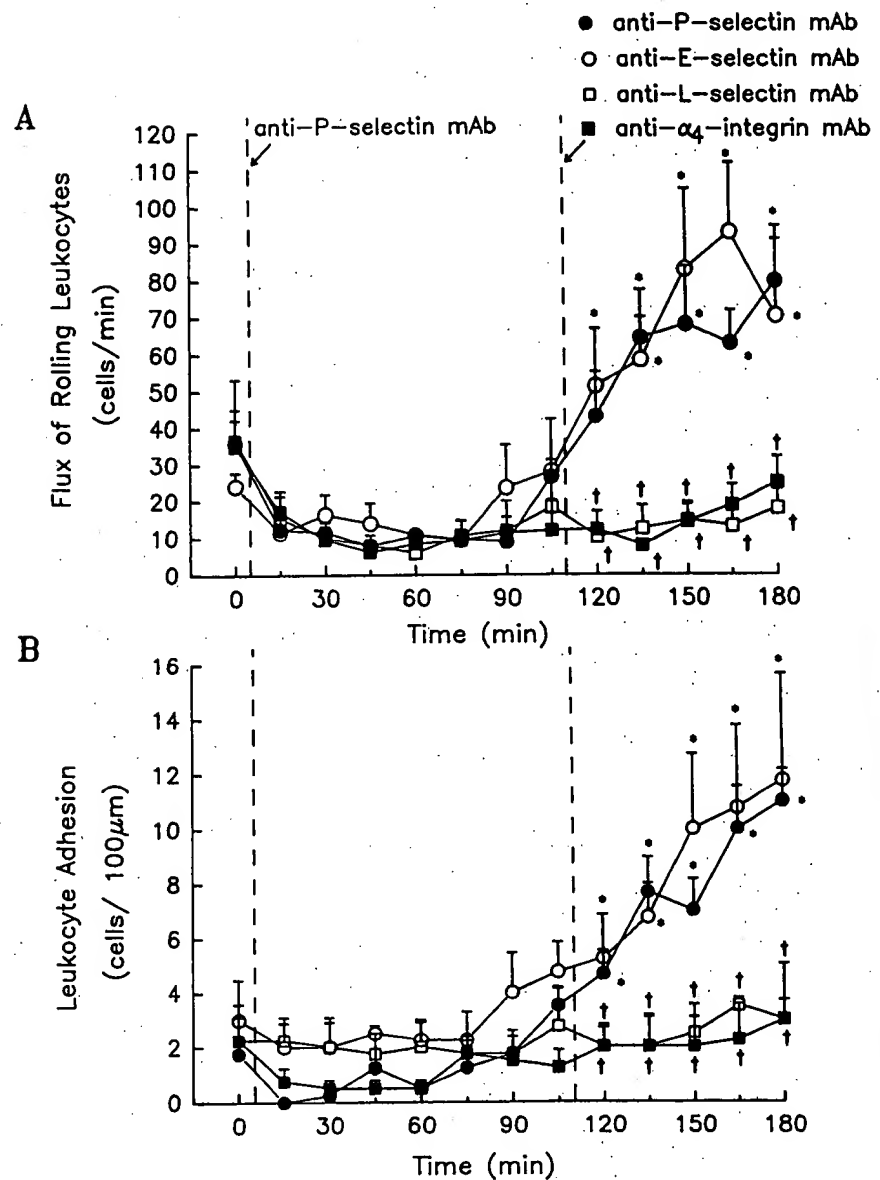 ● anti-P-selectin mAb
○ anti-E-selectin mAb
□ anti-L-selectin mAb
■ anti-α4-integrin mAb
A
anti-P-selectin mAb
Flux of Rolling Leukocytes
(cells/min)
120
110
100
90
80
70
60
50
40
30
20
10
0
0 30 60 90 120 150 180
Time (min)
B
Leukocyte Adhesion
(cells/ 100μm)
16
14
12
10
8
6
4
2
0
0 30 60 90 120 150 180
Time (min)